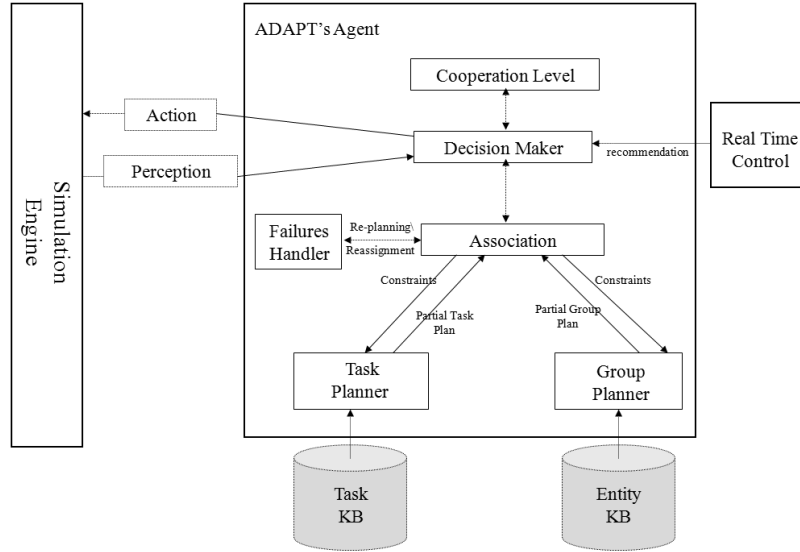 ADAPT's Agent
Cooperation Level
Action
Decision Maker
recommendation
Real Time
Control
Perception
Simulation
Engine
Failures
Handler
Re-planning\
Reassignment
Association
Constraints
Constraints
Partial Task
Plan
Partial Group
Plan
Task
Planner
Group
Planner
Task
KB
Entity
KB